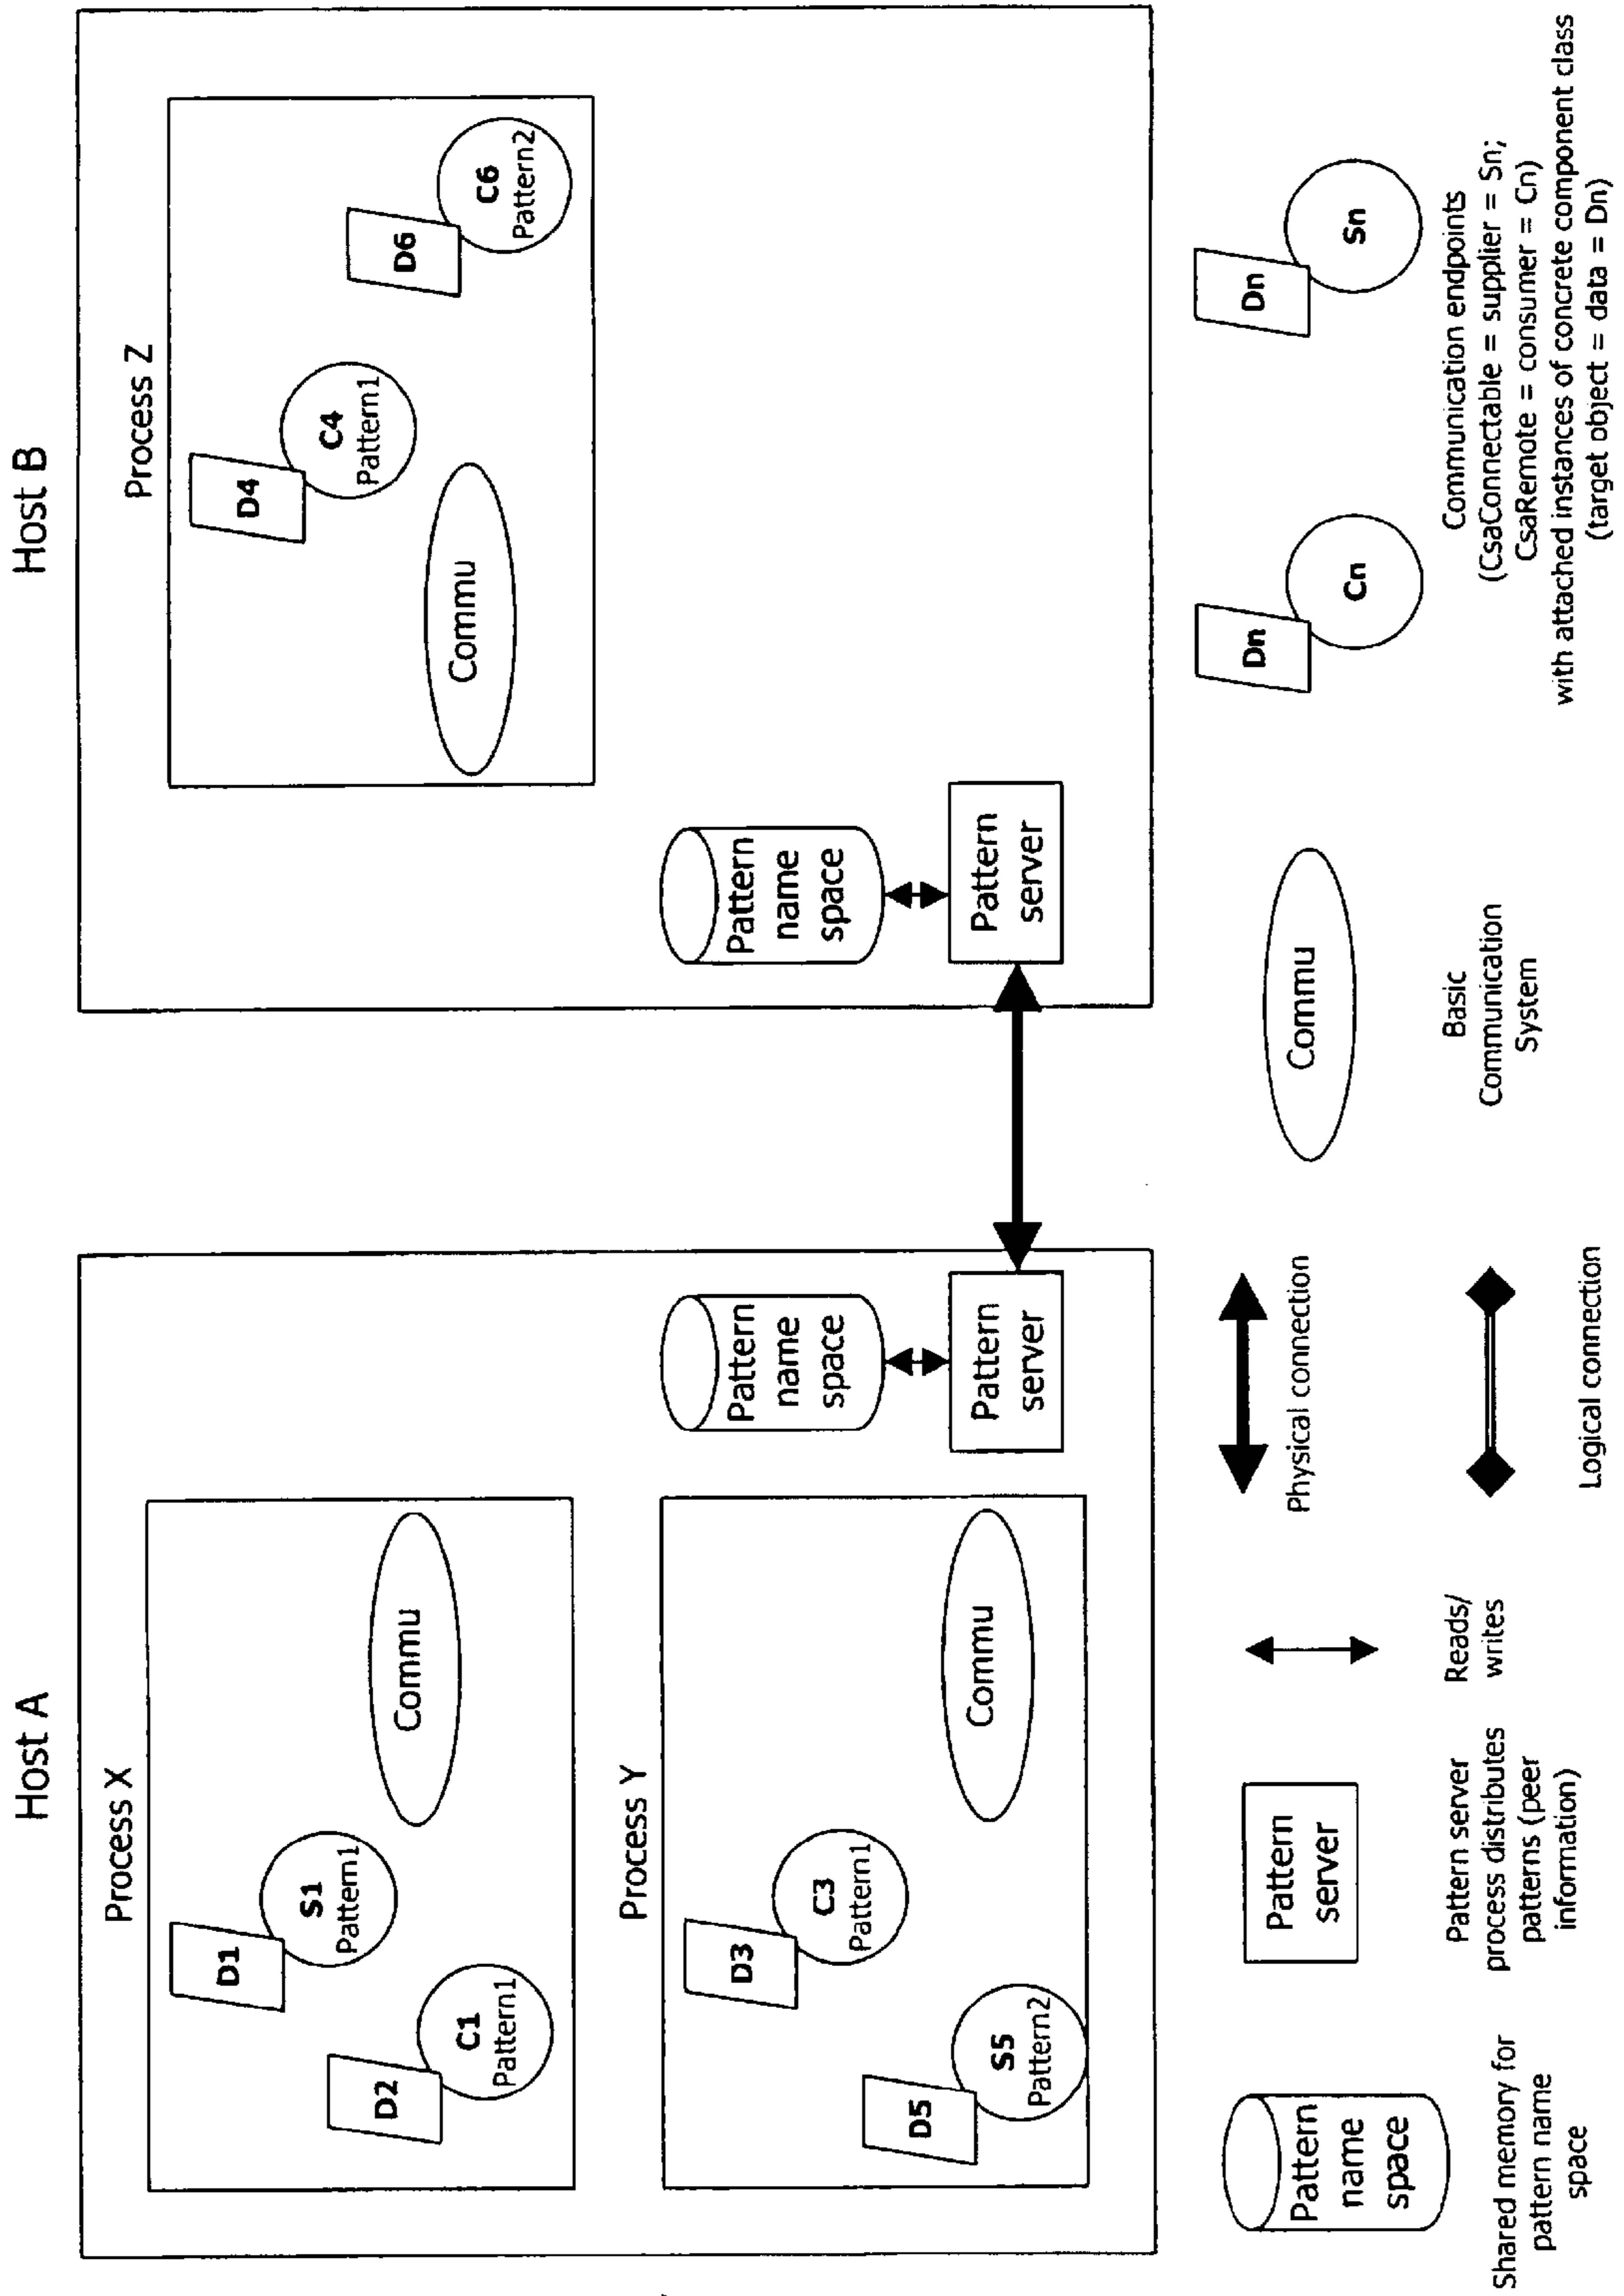 Host A
Process X
D1
S1
Pattern1
D2
C1
Pattern1
Commu
Process Y
D3
C3
Pattern1
D5
S5
Pattern2
Commu
Pattern
name
space
Pattern
server
Host B
Process Z
D4
C4
Pattern1
D6
C6
Pattern2
Commu
Pattern
name
space
Pattern
server
Pattern
name
space
Shared memory for
pattern name
space
Pattern
server
Pattern server
process distributes
patterns (peer
information)
Reads/
writes
Physical connection
Logical connection
Commu
Basic
Communication
System
Dn
Cn
Dn
Sn
Communication endpoints
(CsaConnectable = supplier = Sn;
CsaRemote = consumer = Cn)
with attached instances of concrete component class
(target object = data = Dn)